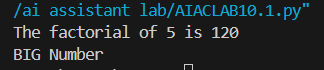 /ai assistant lab/AIACLAB10.1.py"
The factorial of 5 is 120
BIG Number